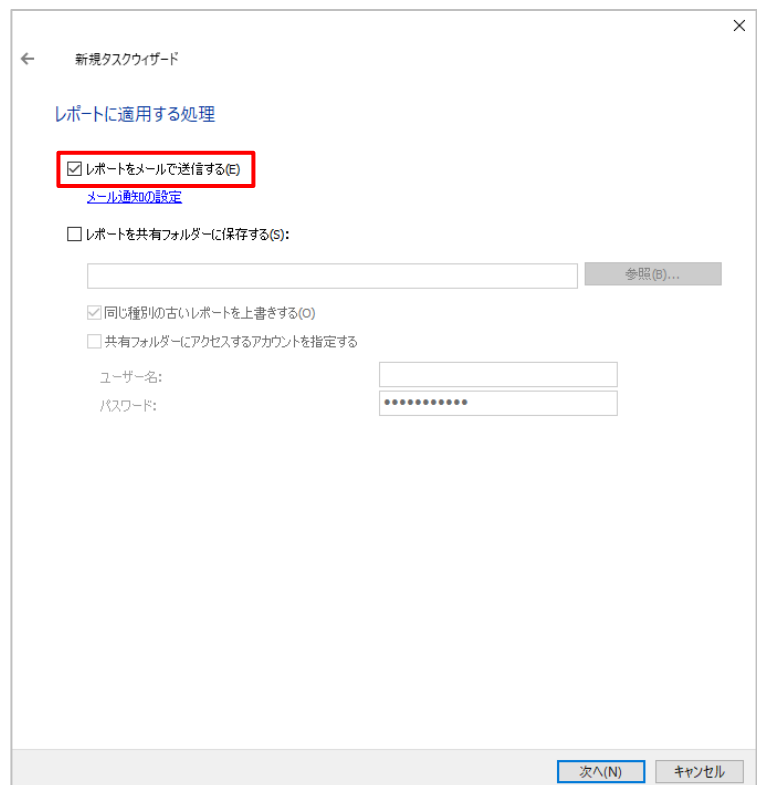 新規タスクウィザード
レポートに適用する処理
レポートをメールで送信する(E)
メール通知の設定
レポートを共有フォルダーに保存する(S):
参照(B)...
同じ種別の古いレポートを上書きする(O)
共有フォルダーにアクセスするアカウントを指定する
ユーザー名:
パスワード:
●●●●●●●●●●●
次へ(N) キャンセル